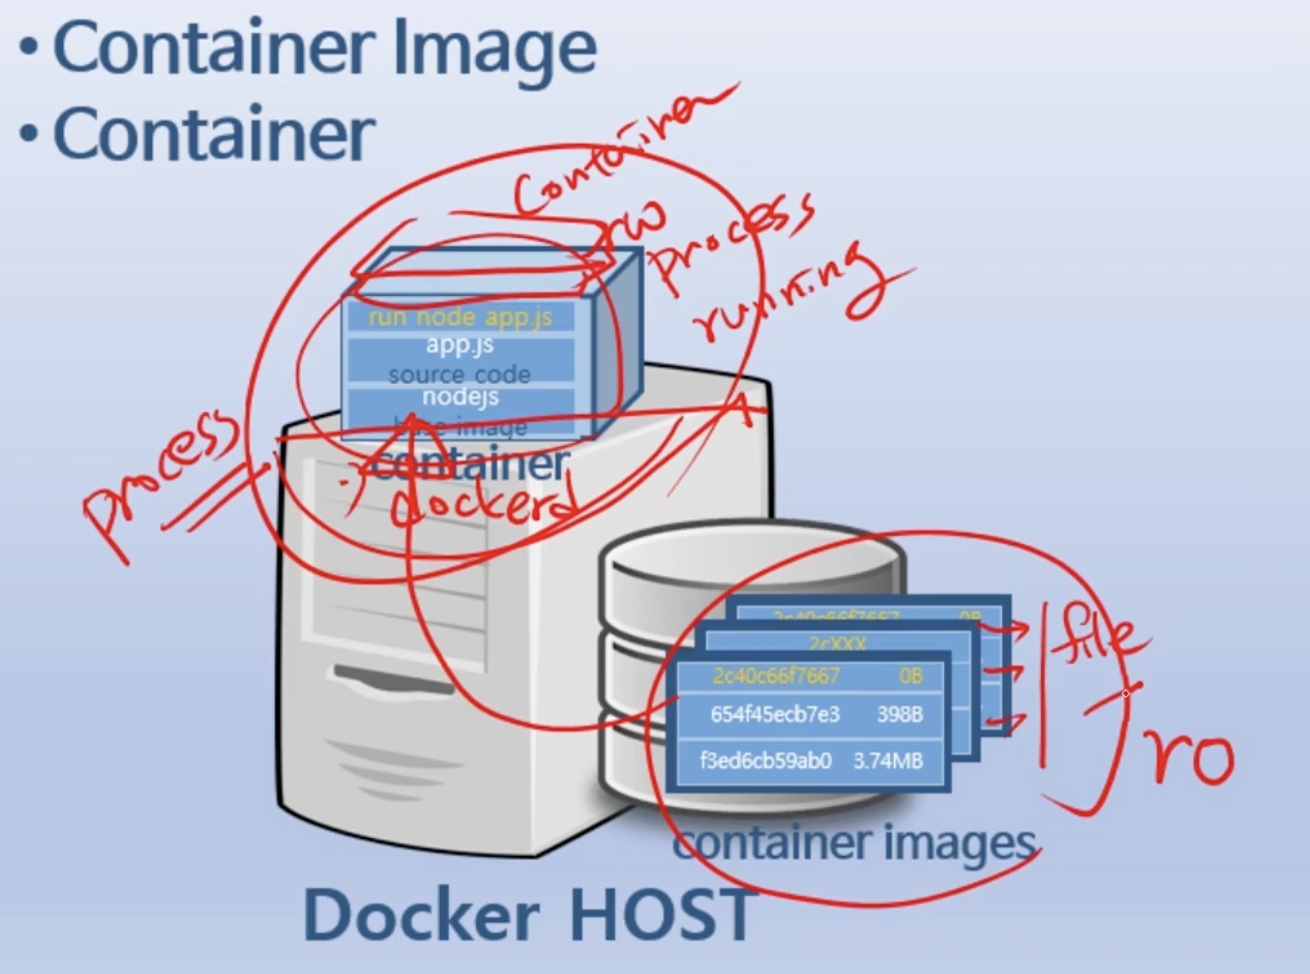 • Container Image
• Container
Container
rw
process
running
run node app.js
app.js
source code
nodejs
base image
container
process
dockerd
2c40c66f7667 0B
2cXXX
2c40c66f7667 0B
654f45ecb7e3 398B
f3ed6cb59ab0 3.74MB
file
ro
container images
Docker HOST